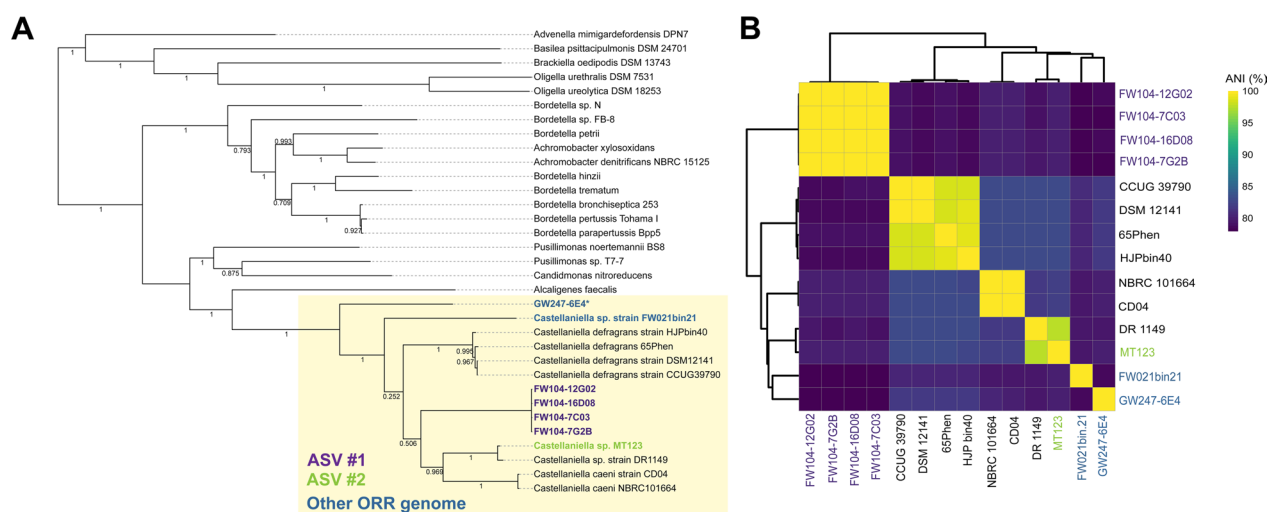 A
Advenella mimigardefordensis DPN7
Basilea psittacipulmonis DSM 24701
Brackiella oedipodis DSM 13743
Oligella urethralis DSM 7531
Oligella ureolytica DSM 18253
Bordetella sp. N
Bordetella sp. FB-8
Bordetella petrii
Achromobacter xylosoxidans
Achromobacter denitrificans NBRC 15125
Bordetella hinzii
Bordetella trematum
Bordetella bronchiseptica 253
Bordetella pertussis Tohama I
Bordetella parapertussis Bpp5
Pusillimonas noertemannii BS8
Pusillimonas sp. T7-7
Candidmonas nitroreducens
Alcaligenes faecalis
GW247-6E4*
Castellaniella sp. strain FW021bin21
Castellaniella defragrans strain HJPbin40
Castellaniella defragrans 65Phen
Castellaniella defragrans strain DSM12141
Castellaniella defragrans strain CCUG39790
FW104-12G02
FW104-16D08
FW104-7C03
FW104-7G2B
Castellaniella sp. MT123
Castellaniella sp. strain DR1149
Castellaniella caeni strain CD04
Castellaniella caeni NBRC101664
1
1
1
1
1
0.793
0.993
1
1
0.709
1
0.927
1
1
0.875
1
1
0.995
0.967
0.252
0.506
1
0.969
1
ASV #1
ASV #2
Other ORR genome
B
ANI (%)
100
95
90
85
80
FW104-12G02
FW104-7C03
FW104-16D08
FW104-7G2B
CCUG 39790
DSM 12141
65Phen
HJPbin40
NBRC 101664
CD04
DR 1149
MT123
FW021bin21
GW247-6E4
FW104-12G02
FW104-7G2B
FW104-16D08
FW104-7C03
CCUG 39790
DSM 12141
65Phen
HJP bin40
NBRC 101664
CD04
DR 1149
MT123
FW021bin.21
GW247-6E4